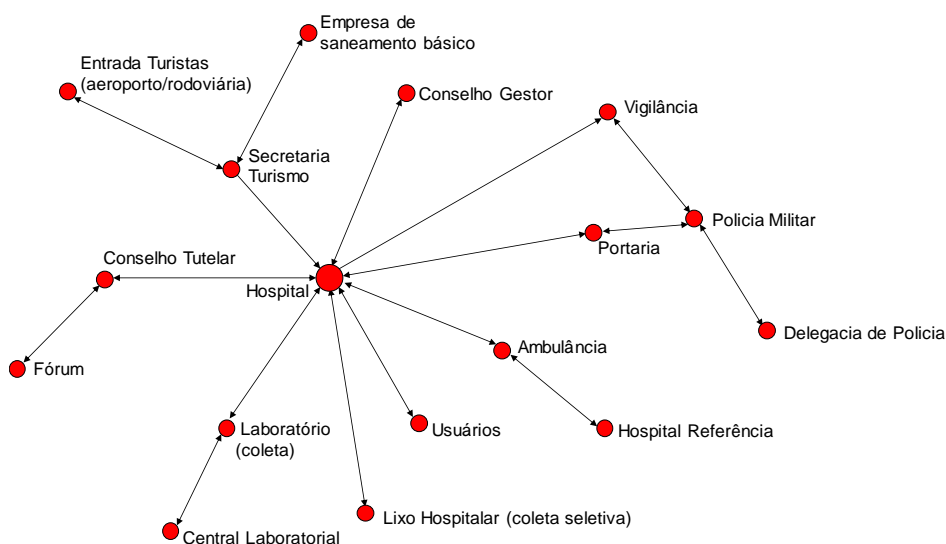 Empresa de
saneamento básico
Entrada Turistas
(aeroporto/rodoviária)
Conselho Gestor
Vigilância
Secretaria
Turismo
Policia Militar
Portaria
Conselho Tutelar
Hospital
Delegacia de Policia
Ambulância
Fórum
Laboratório
(coleta)
Usuários
Hospital Referência
Lixo Hospitalar (coleta seletiva)
Central Laboratorial